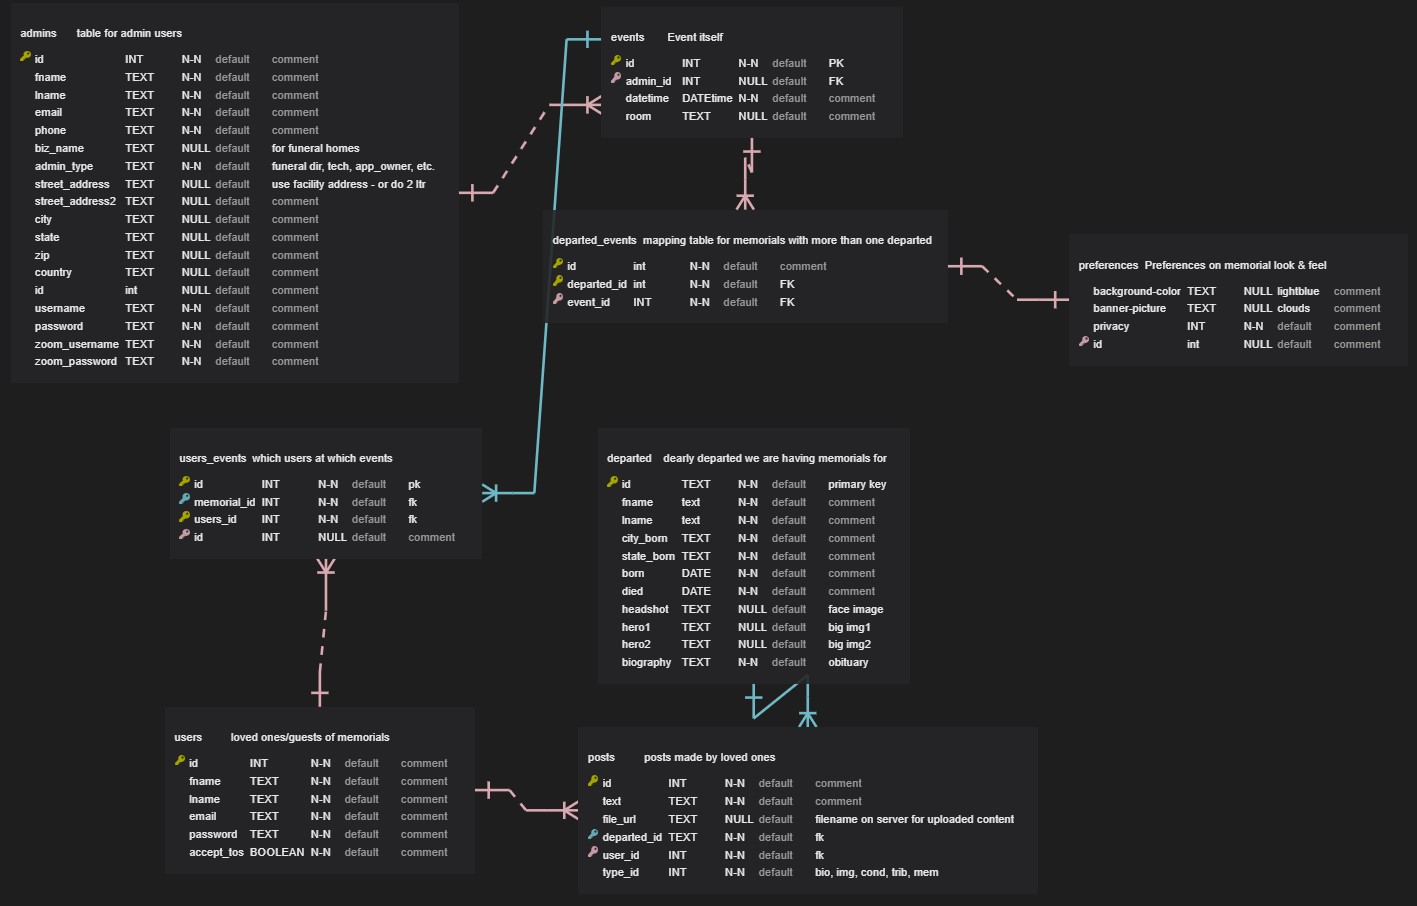 admins table for admin users
id INT N-N default comment
fname TEXT N-N default comment
lname TEXT N-N default comment
email TEXT N-N default comment
phone TEXT N-N default comment
biz_name TEXT NULL default for funeral homes
admin_type TEXT N-N default funeral dir, tech, app_owner, etc.
street_address TEXT NULL default use facility address - or do 2 ltr
street_address2 TEXT NULL default comment
city TEXT NULL default comment
state TEXT NULL default comment
zip TEXT NULL default comment
country TEXT NULL default comment
id int NULL default comment
username TEXT N-N default comment
password TEXT N-N default comment
zoom_username TEXT N-N default comment
zoom_password TEXT N-N default comment
events Event itself
id INT N-N default PK
admin_id INT NULL default FK
datetime DATEtime N-N default comment
room TEXT NULL default comment
departed_events mapping table for memorials with more than one departed
id int N-N default comment
departed_id int N-N default FK
event_id INT N-N default FK
preferences Preferences on memorial look & feel
background-color TEXT NULL lightblue comment
banner-picture TEXT NULL clouds comment
privacy INT N-N default comment
id int NULL default comment
users_events which users at which events
id INT N-N default pk
memorial_id INT N-N default fk
users_id INT N-N default fk
id INT NULL default comment
departed dearly departed we are having memorials for
id TEXT N-N default primary key
fname text N-N default comment
lname text N-N default comment
city_born TEXT N-N default comment
state_born TEXT N-N default comment
born DATE N-N default comment
died DATE N-N default comment
headshot TEXT NULL default face image
hero1 TEXT NULL default big img1
hero2 TEXT NULL default big img2
biography TEXT N-N default obituary
users loved ones/guests of memorials
id INT N-N default comment
fname TEXT N-N default comment
lname TEXT N-N default comment
email TEXT N-N default comment
password TEXT N-N default comment
accept_tos BOOLEAN N-N default comment
posts posts made by loved ones
id INT N-N default comment
text TEXT N-N default comment
file_url TEXT NULL default filename on server for uploaded content
departed_id TEXT N-N default fk
user_id INT N-N default fk
type_id INT N-N default bio, img, cond, trib, mem